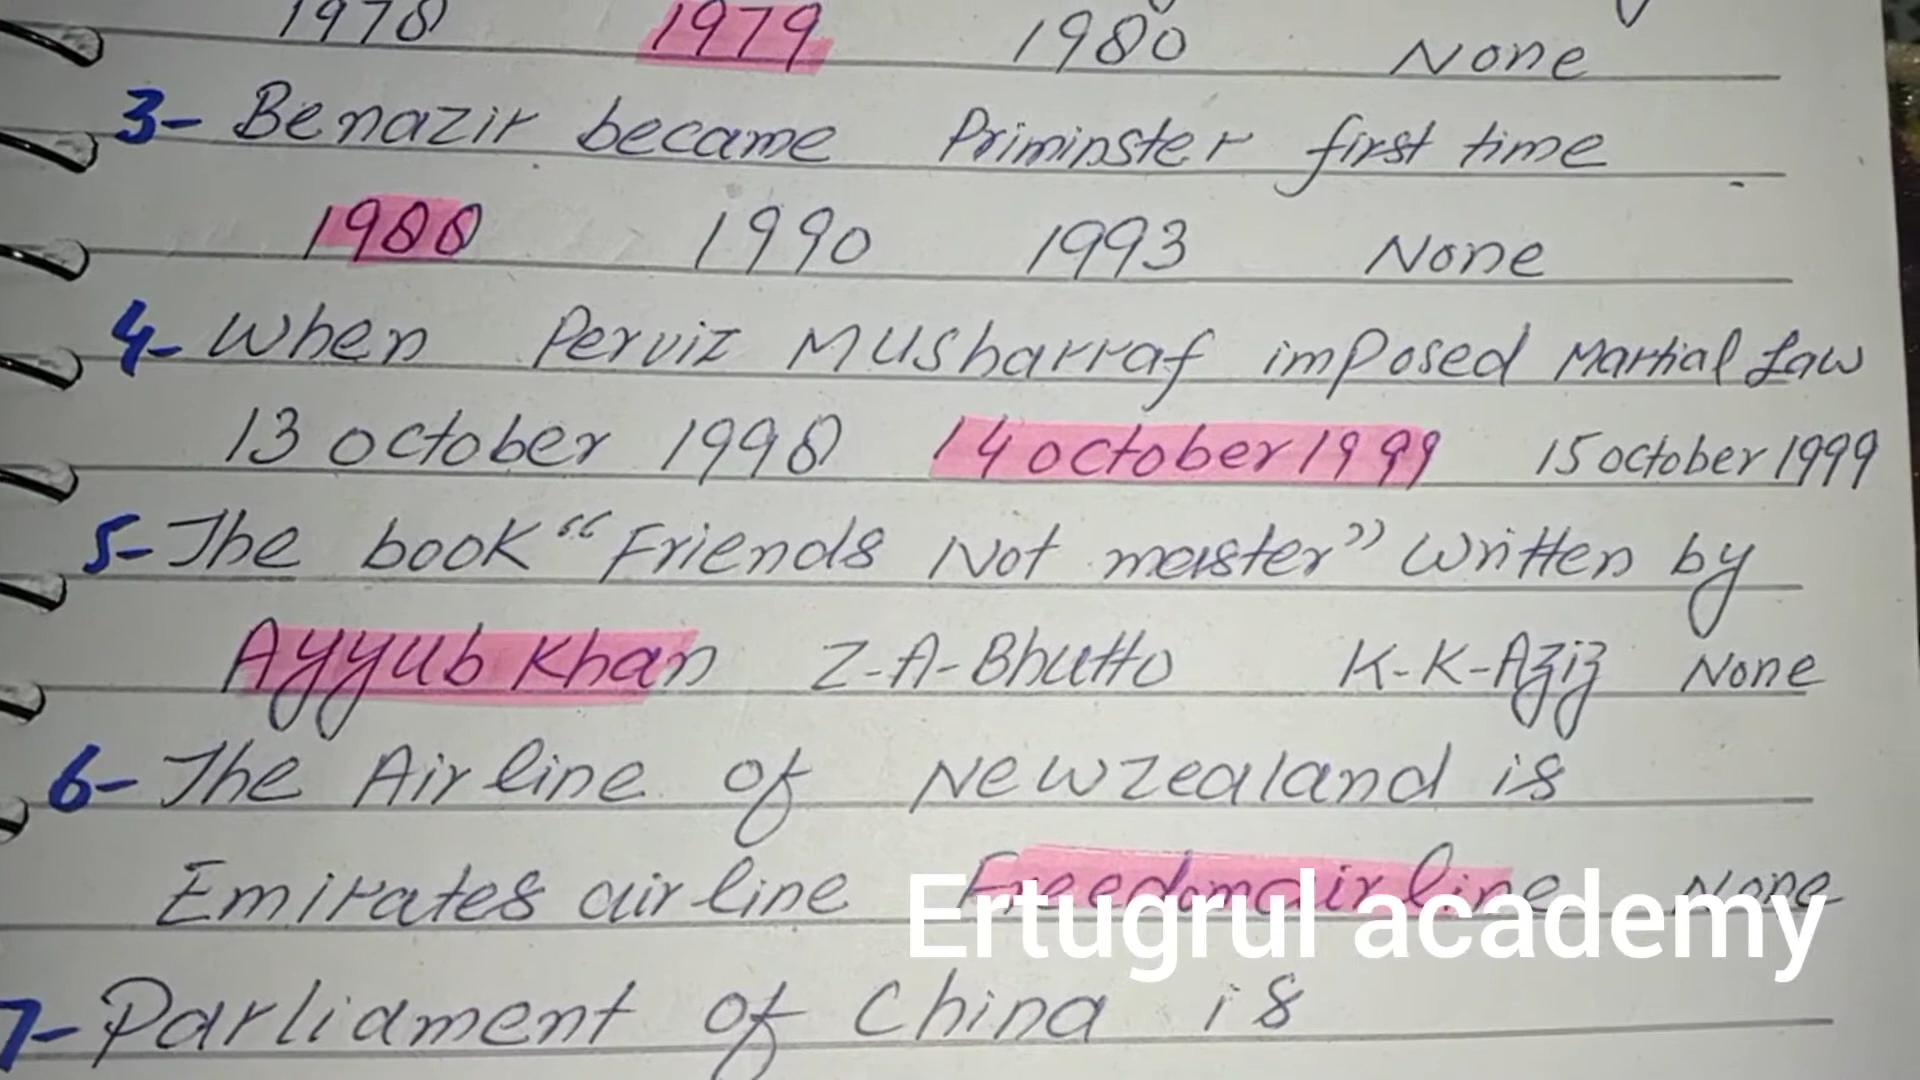 1978 1979 1980 None
3- Benazir became Priminster first time
1988 1990 1993 None
4- When Perviz Musharraf imposed Martial Law
13 october 1998 14 october 1999 15 october 1999
5- The book "Friends Not master" written by
Ayyub Khan Z-A-Bhutto K-K-Aziz None
6- The Air line of Newzealand is
Emirates air line Freedom air line None
Ertugrul academy
7- Parliament of China is